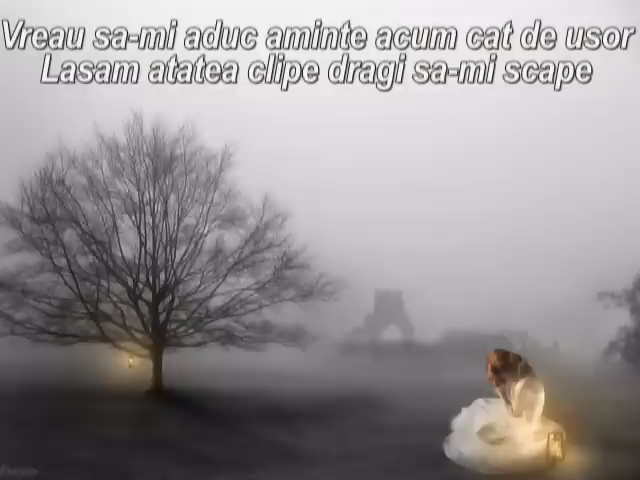 Vreau sa-mi aduc aminte acum cat de usor
Lasam atatea clipe dragi sa-mi scape